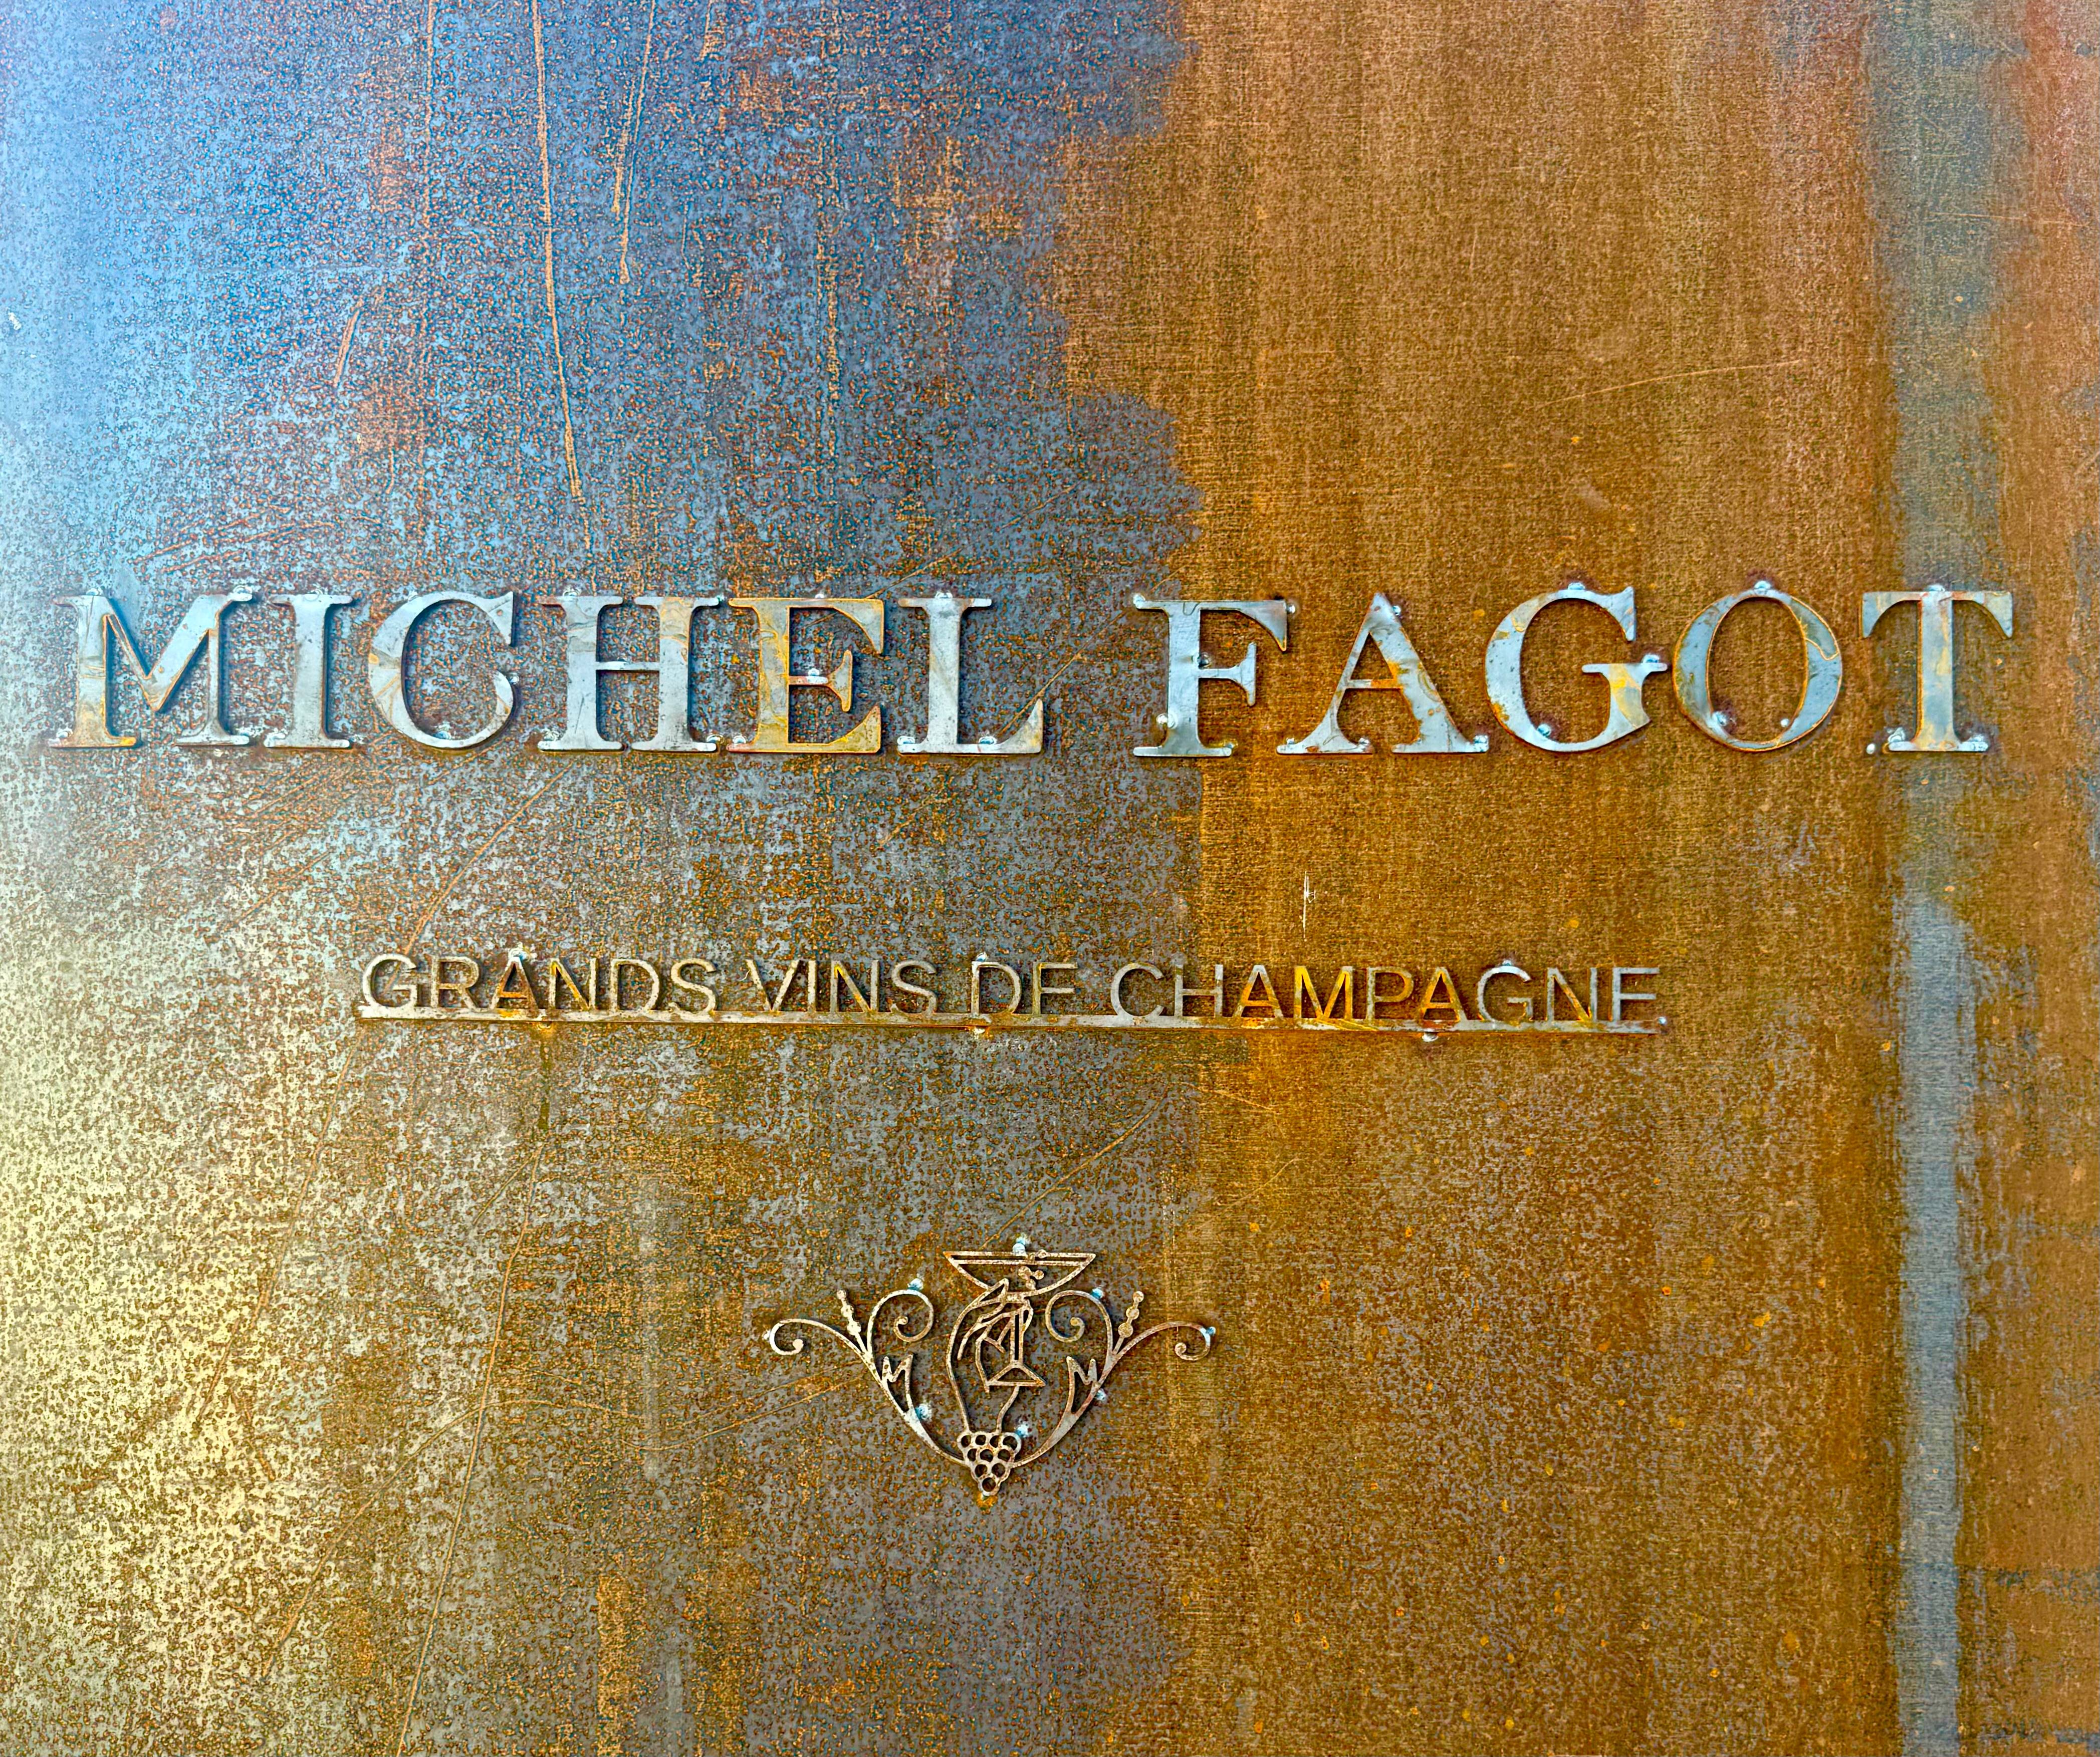 MICHEL FAGOT
GRANDS VINS DE CHAMPAGNE